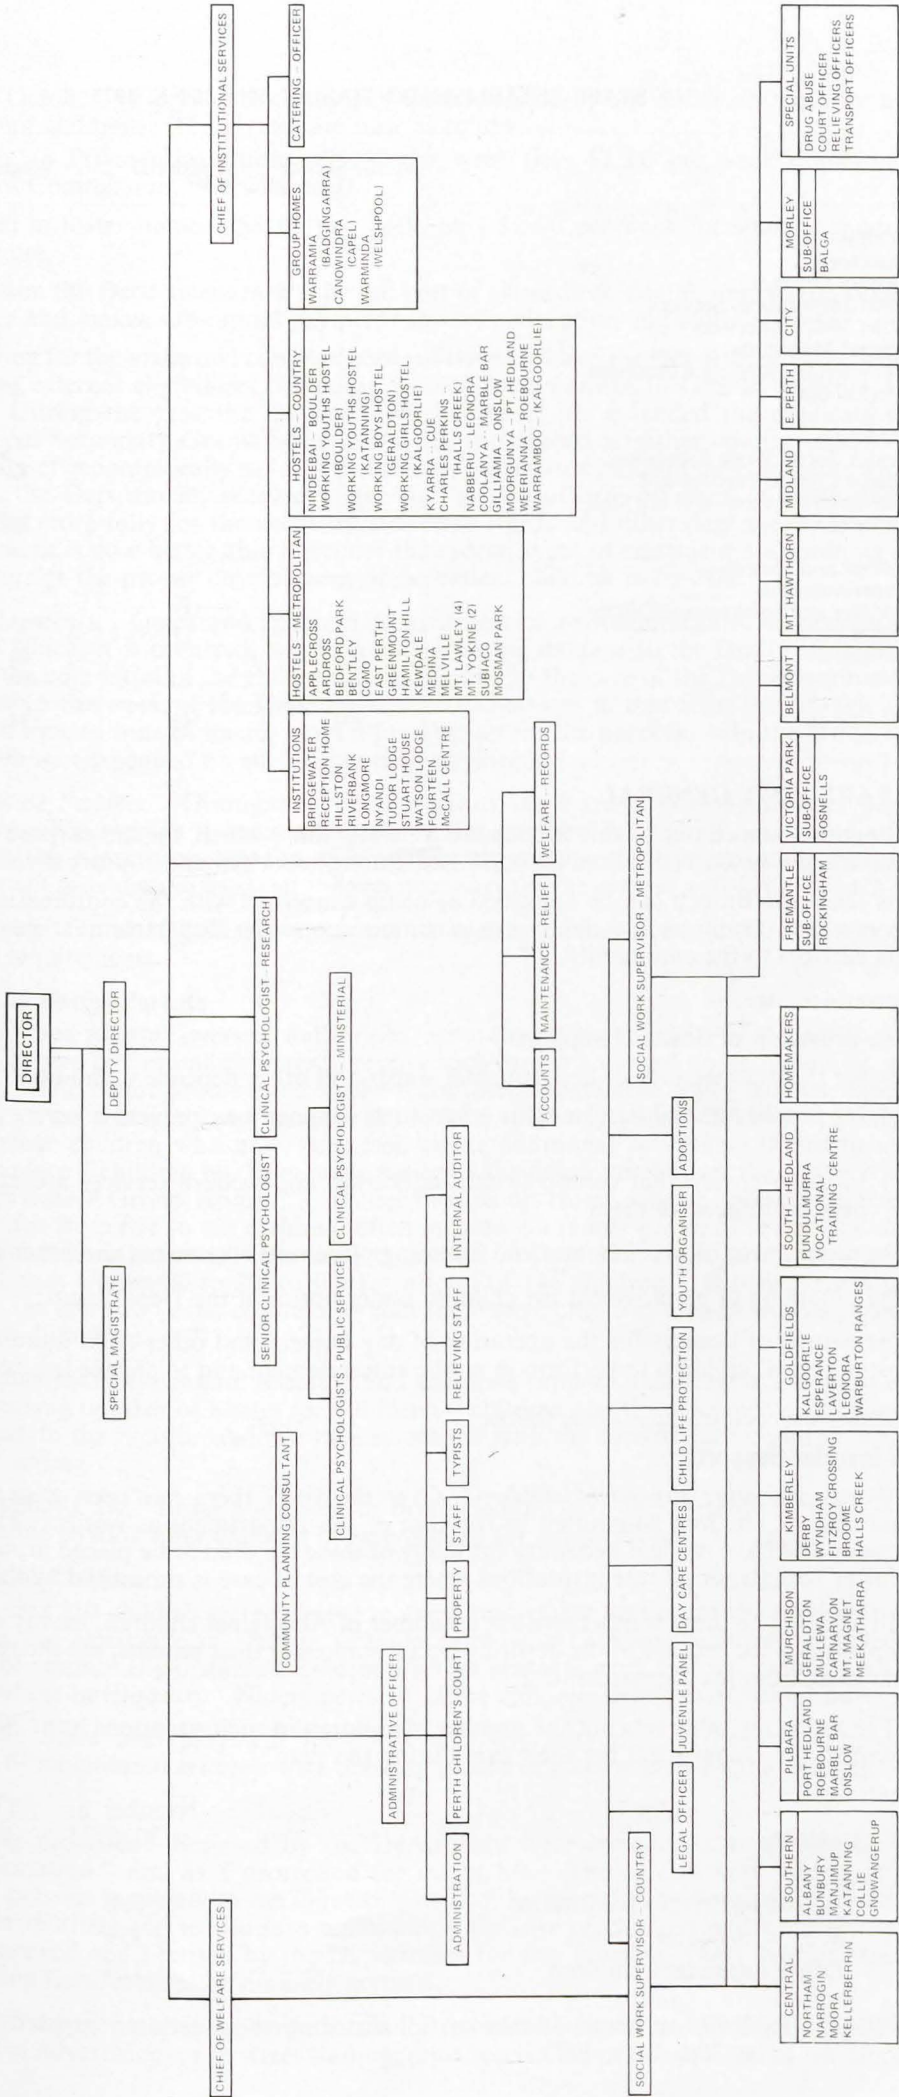 DIRECTOR
SPECIAL MAGISTRATE
DEPUTY DIRECTOR
CHIEF OF WELFARE SERVICES
CHIEF OF INSTITUTIONAL SERVICES
COMMUNITY PLANNING CONSULTANT
SENIOR CLINICAL PSYCHOLOGIST
CLINICAL PSYCHOLOGIST – RESEARCH
CLINICAL PSYCHOLOGISTS – PUBLIC SERVICE
CLINICAL PSYCHOLOGISTS – MINISTERIAL
ADMINISTRATIVE OFFICER
ADMINISTRATION
PERTH CHILDREN'S COURT
PROPERTY
STAFF
TYPISTS
RELIEVING STAFF
INTERNAL AUDITOR
ACCOUNTS
MAINTENANCE – RELIEF
WELFARE – RECORDS
INSTITUTIONS
BRIDGEWATER
RECEPTION HOME
HILLSTON
RIVERBANK
LONGMORE
NYANDI
TUDOR LODGE
STUART HOUSE
WATSON LODGE
FOURTEEN
McCALL CENTRE
HOSTELS – METROPOLITAN
APPLECROSS
ARDROSS
BEDFORD PARK
BENTLEY
COMO
EAST PERTH
GREENMOUNT
HAMILTON HILL
KEWDALE
MEDINA
MELVILLE
MT. LAWLEY (4)
MT. YOKINE (2)
SUBIACO
MOSMAN PARK
HOSTELS – COUNTRY
NINDEEBAI – BOULDER
WORKING YOUTHS HOSTEL
(BOULDER)
WORKING YOUTHS HOSTEL
(KATANNING)
WORKING BOYS HOSTEL
(GERALDTON)
WORKING GIRLS HOSTEL
(KALGOORLIE)
KYARRA – CUE
CHARLES PERKINS –
(HALLS CREEK)
NABBERU – LEONORA
COOLANYA – MARBLE BAR
GILLIAMIA – ONSLOW
MOORGUNYA – PT. HEDLAND
WEERIANNA – ROEBOURNE
WARRAMBOO – (KALGOORLIE)
GROUP HOMES
WARRAMIA
(BADGINGARRA)
CANOWINDRA
(CAPEL)
WARMINDA
(WELSHPOOL)
CATERING – OFFICER
SOCIAL WORK SUPERVISOR – COUNTRY
LEGAL OFFICER
JUVENILE PANEL
DAY CARE CENTRES
CHILD LIFE PROTECTION
YOUTH ORGANISER
ADOPTIONS
SOCIAL WORK SUPERVISOR – METROPOLITAN
CENTRAL
NORTHAM
NARROGIN
MOORA
KELLERBERRIN
SOUTHERN
ALBANY
BUNBURY
MANJIMUP
KATANNING
COLLIE
GNOWANGERUP
PILBARA
PORT HEDLAND
ROEBOURNE
MARBLE BAR
ONSLOW
MURCHISON
GERALDTON
MULLEWA
CARNARVON
MT. MAGNET
MEEKATHARRA
KIMBERLEY
DERBY
WYNDHAM
FITZROY CROSSING
BROOME
HALLS CREEK
GOLDFIELDS
KALGOORLIE
ESPERANCE
LAVERTON
LEONORA
WARBURTON RANGES
SOUTH – HEDLAND
PUNDULMURRA
VOCATIONAL
TRAINING CENTRE
HOMEMAKERS
FREMANTLE
SUB-OFFICE
ROCKINGHAM
VICTORIA PARK
SUB-OFFICE
GOSNELLS
BELMONT
MT. HAWTHORN
MIDLAND
E. PERTH
CITY
MORLEY
SUB-OFFICE
BALGA
SPECIAL UNITS
DRUG ABUSE
COURT OFFICER
RELIEVING OFFICERS
TRANSPORT OFFICERS